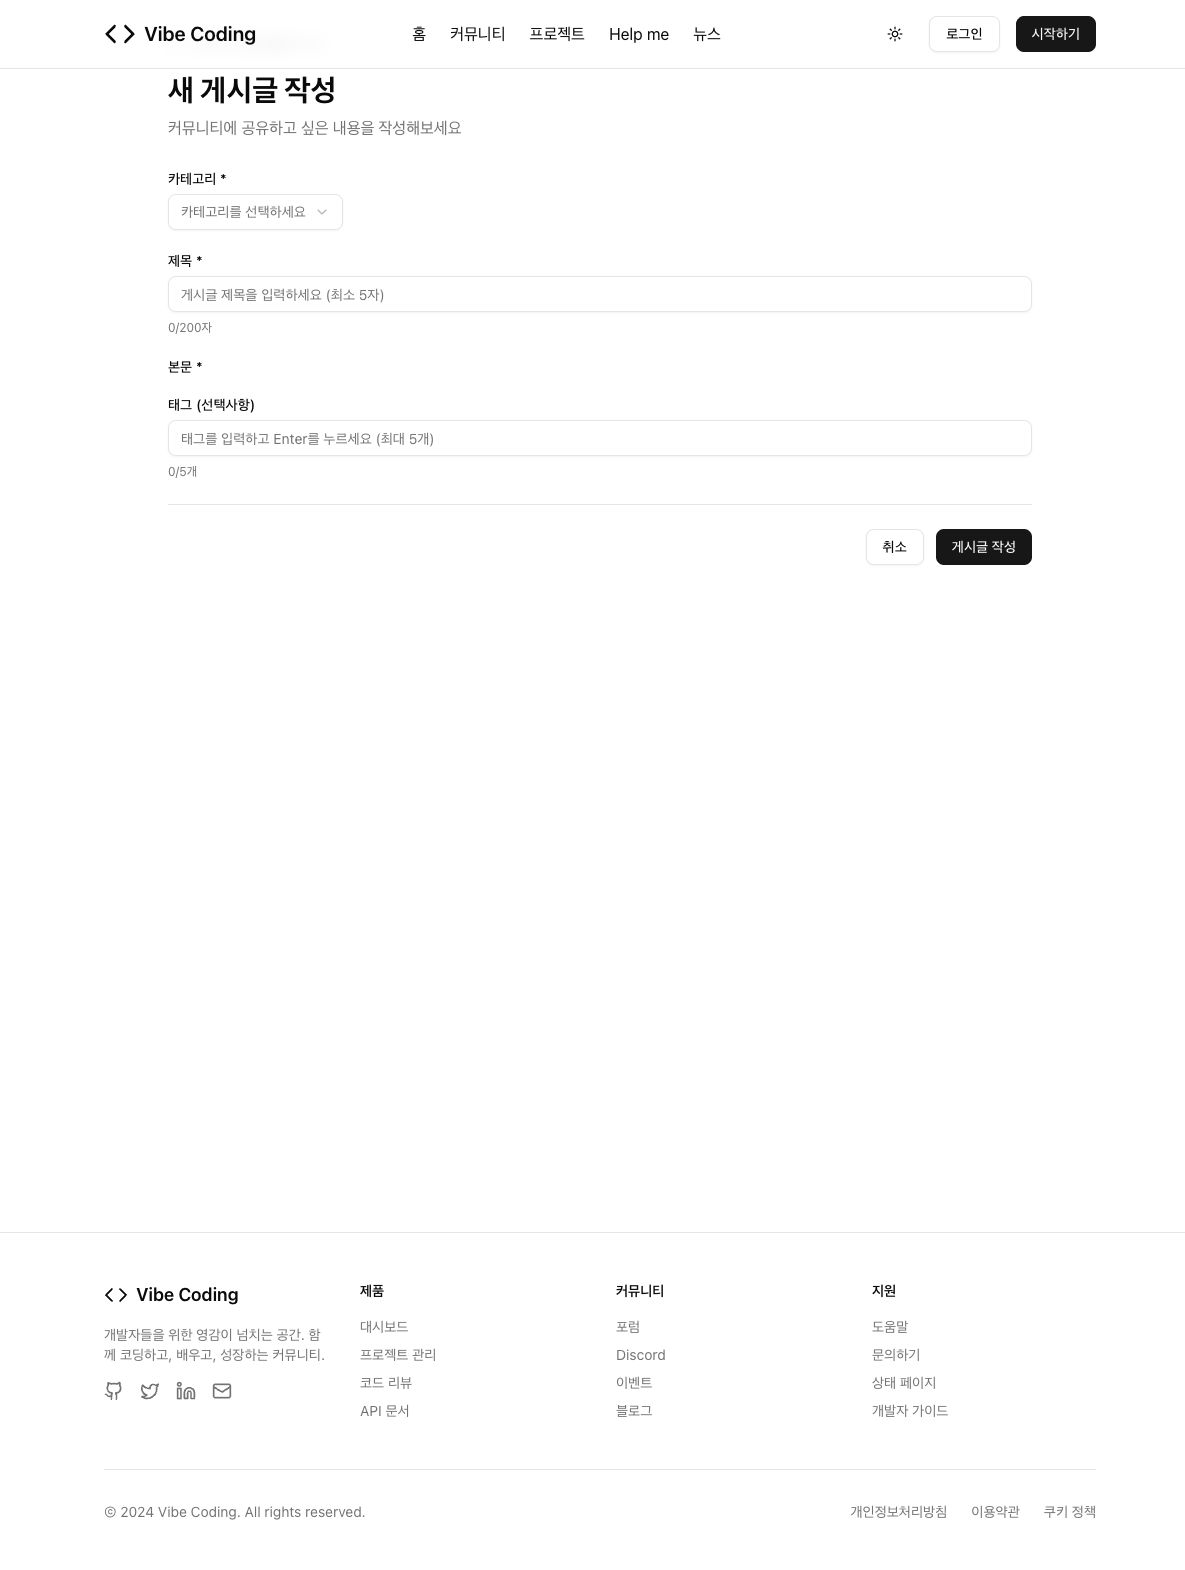 Vibe Coding
홈
커뮤니티
프로젝트
Help me
뉴스
로그인
시작하기
새 게시글 작성
커뮤니티에 공유하고 싶은 내용을 작성해보세요
카테고리 *
카테고리를 선택하세요
제목 *
게시글 제목을 입력하세요 (최소 5자)
0/200자
본문 *
태그 (선택사항)
태그를 입력하고 Enter를 누르세요 (최대 5개)
0/5개
취소
게시글 작성
Vibe Coding
개발자들을 위한 영감이 넘치는 공간. 함
께 코딩하고, 배우고, 성장하는 커뮤니티.
제품
대시보드
프로젝트 관리
코드 리뷰
API 문서
커뮤니티
포럼
Discord
이벤트
블로그
지원
도움말
문의하기
상태 페이지
개발자 가이드
© 2024 Vibe Coding. All rights reserved.
개인정보처리방침
이용약관
쿠키 정책